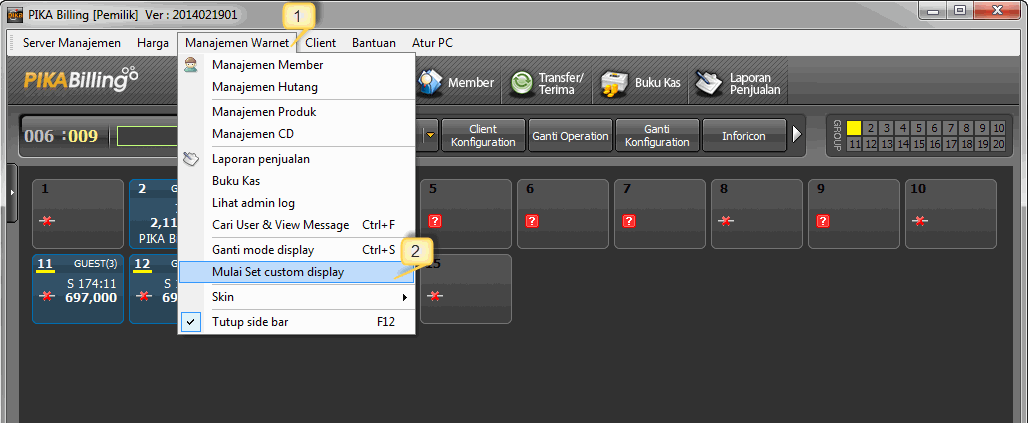 PIKA Billing [Pemilik] Ver : 2014021901
1
Server Manajemen Harga Manajemen Warnet Client Bantuan Atur PC
PIKABilling
Member
Transfer/
Terima
Buku Kas
Laporan
Penjualan
006 : 009
Client
Konfiguration
Ganti Operation
Ganti
Konfiguration
Inforicon
GROUP
2 3 4 5 6 7 8 9 10
11 12 13 14 15 16 17 18 19 20
Manajemen Member
Manajemen Hutang
Manajemen Produk
Manajemen CD
Laporan penjualan
Buku Kas
Lihat admin log
Cari User & View Message Ctrl+F
Ganti mode display Ctrl+S
2
Mulai Set custom display
Skin
Tutup side bar F12
1
2 G
2,11
PIKA B
5
?
6
?
7
?
8
9
?
10
11 GUEST(3)
S 174:11
697,000
12 G
S 1
69
15